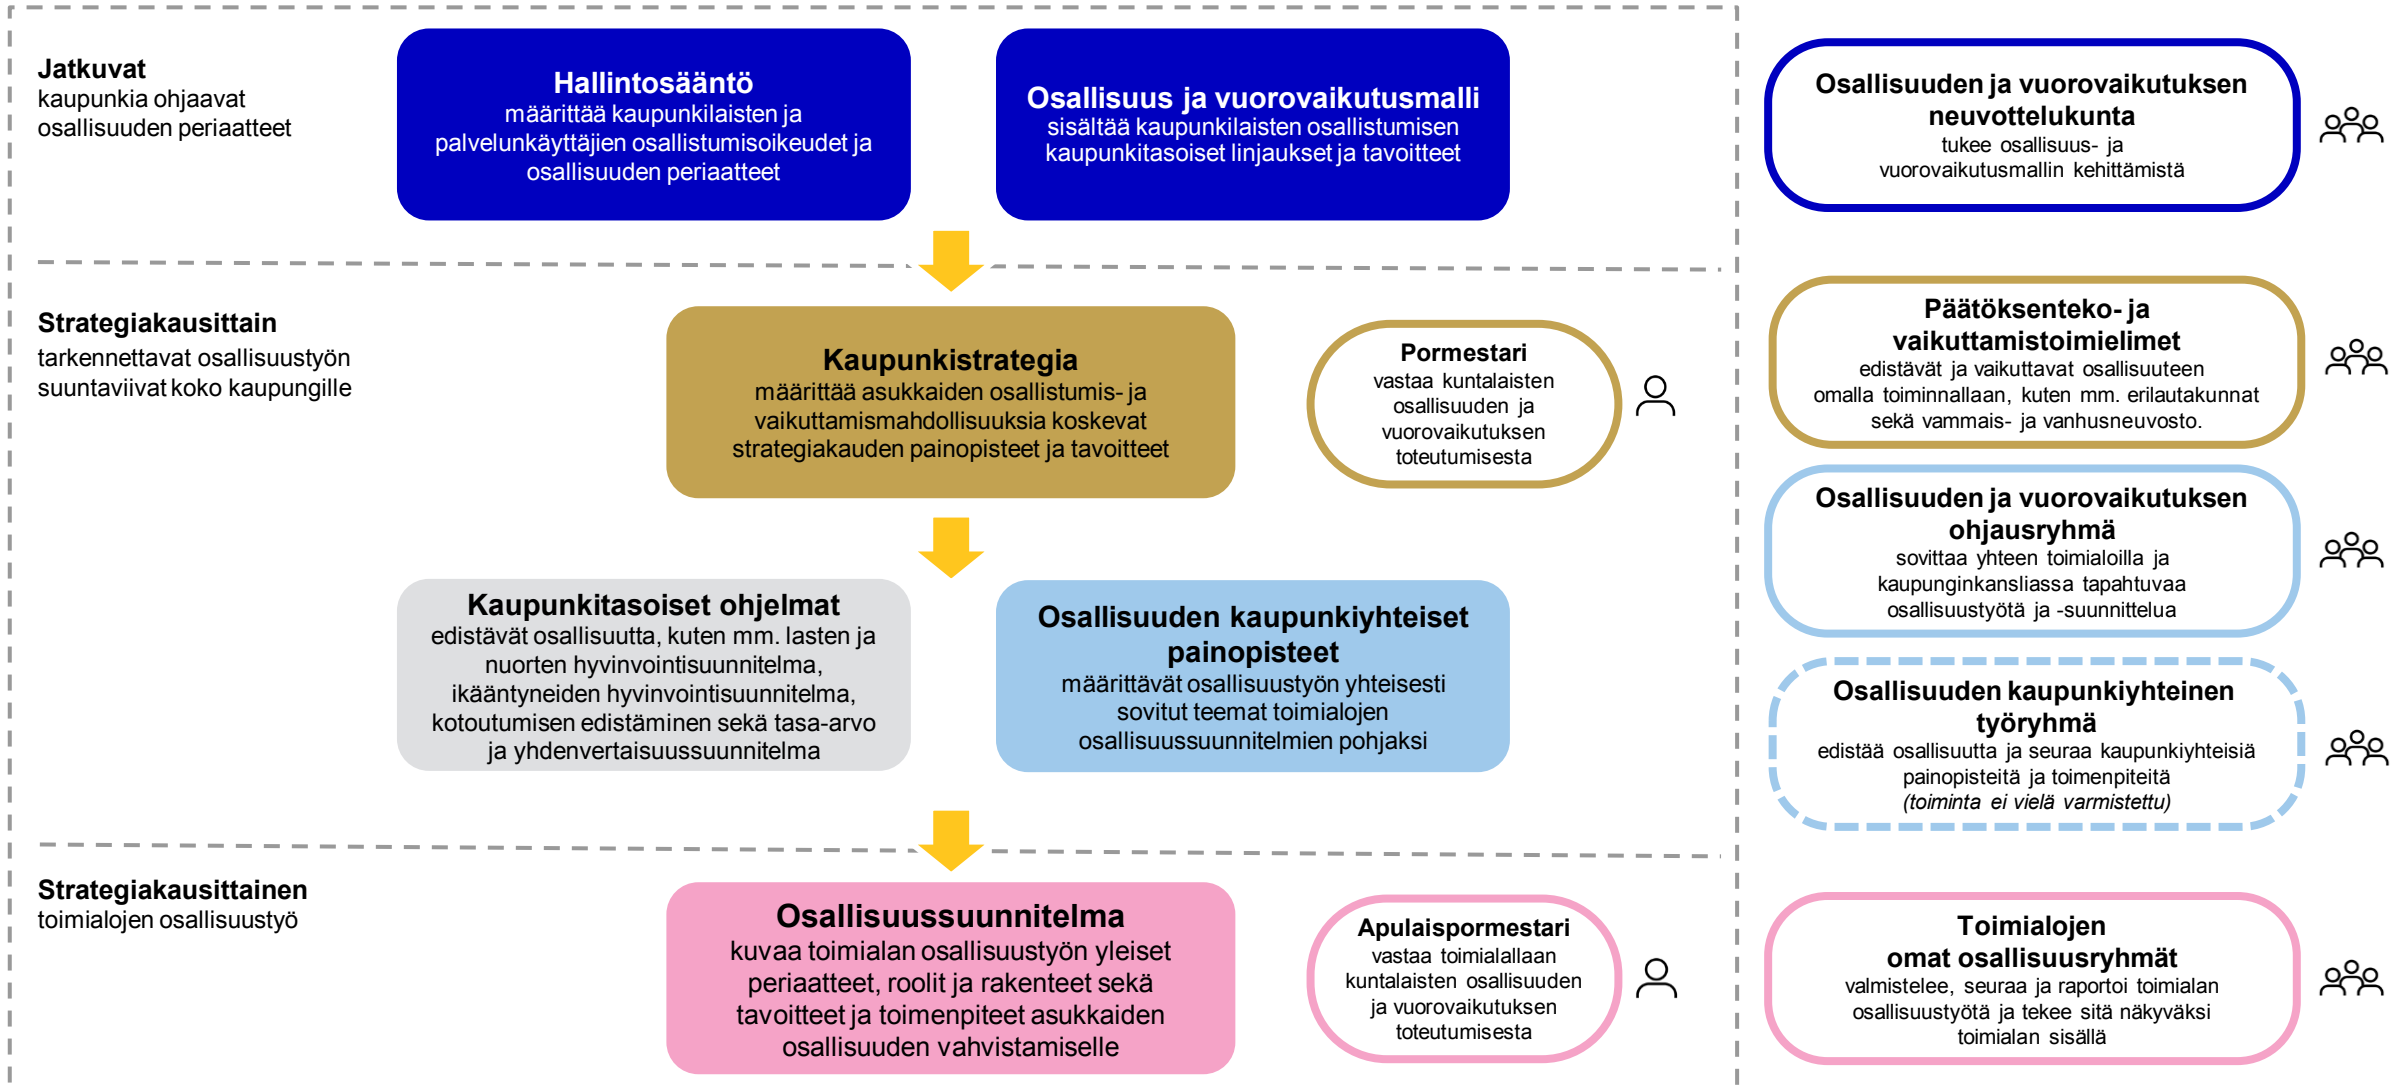 Jatkuvat
kaupunkia ohjaavat
osallisuuden periaatteet
Hallintosääntö
määrittää kaupunkilaisten ja
palvelunkäyttäjien osallistumisoikeudet ja
osallisuuden periaatteet
Osallisuus ja vuorovaikutusmalli
sisältää kaupunkilaisten osallistumisen
kaupunkitasoiset linjaukset ja tavoitteet
Osallisuuden ja vuorovaikutuksen
neuvottelukunta
tukee osallisuus- ja
vuorovaikutusmallin kehittämistä
Strategiakausittain
tarkennettavat osallisuustyön
suuntaviivat koko kaupungille
Kaupunkistrategia
määrittää asukkaiden osallistumis- ja
vaikuttamismahdollisuuksia koskevat
strategiakauden painopisteet ja tavoitteet
Pormestari
vastaa kuntalaisten
osallisuuden ja
vuorovaikutuksen
toteutumisesta
Päätöksenteko- ja
vaikuttamistoimielimet
edistävät ja vaikuttavat osallisuuteen
omalla toiminnallaan, kuten mm. erilautakunnat
sekä vammais- ja vanhusneuvosto.
Osallisuuden ja vuorovaikutuksen
ohjausryhmä
sovittaa yhteen toimialoilla ja
kaupunginkansliassa tapahtuvaa
osallisuustyötä ja -suunnittelua
Kaupunkitasoiset ohjelmat
edistävät osallisuutta, kuten mm. lasten ja
nuorten hyvinvointisuunnitelma,
ikääntyneiden hyvinvointisuunnitelma,
kotoutumisen edistäminen sekä tasa-arvo
ja yhdenvertaisuussuunnitelma
Osallisuuden kaupunkiyhteiset
painopisteet
määrittävät osallisuustyön yhteisesti
sovitut teemat toimialojen
osallisuussuunnitelmien pohjaksi
Osallisuuden kaupunkiyhteinen
työryhmä
edistää osallisuutta ja seuraa kaupunkiyhteisiä
painopisteitä ja toimenpiteitä
(toiminta ei vielä varmistettu)
Strategiakausittainen
toimialojen osallisuustyö
Osallisuussuunnitelma
kuvaa toimialan osallisuustyön yleiset
periaatteet, roolit ja rakenteet sekä
tavoitteet ja toimenpiteet asukkaiden
osallisuuden vahvistamiselle
Apulaispormestari
vastaa toimialallaan
kuntalaisten osallisuuden
ja vuorovaikutuksen
toteutumisesta
Toimialojen
omat osallisuusryhmät
valmistelee, seuraa ja raportoi toimialan
osallisuustyötä ja tekee sitä näkyväksi
toimialan sisällä